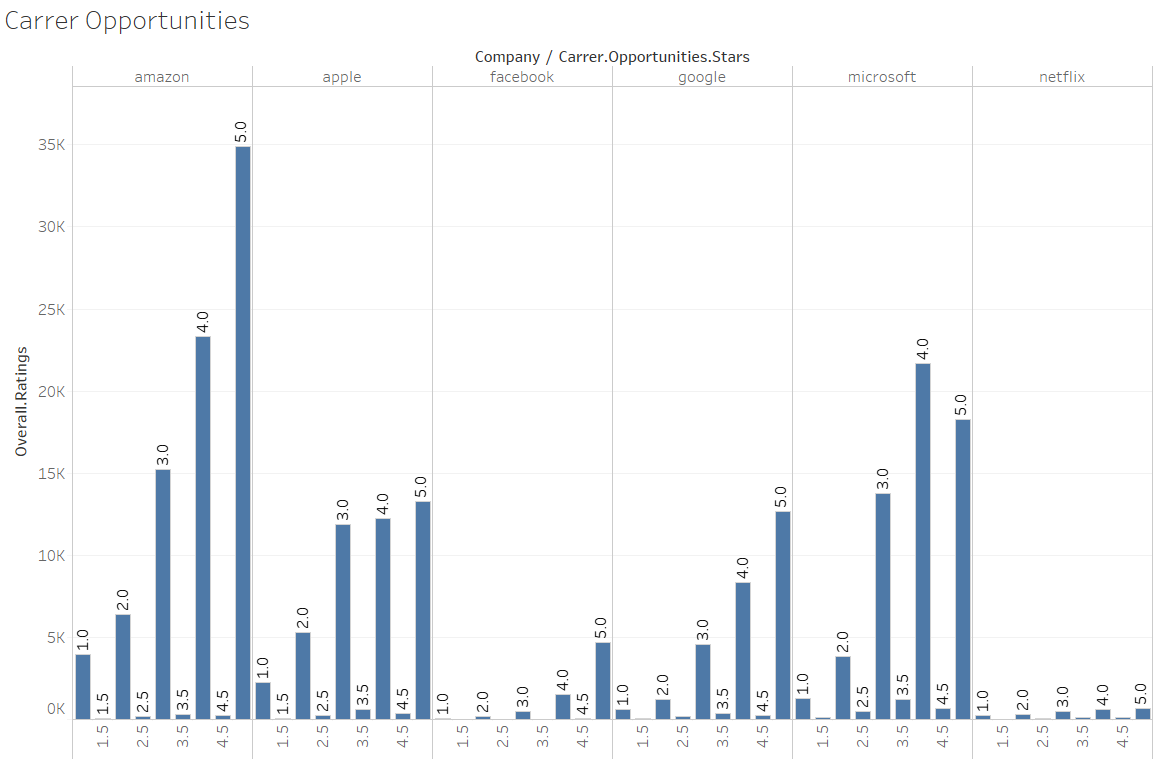 Carrer Opportunities
Company / Carrer.Opportunities.Stars
amazon apple facebook google microsoft netflix
Overall.Ratings
35K
30K
25K
20K
15K
10K
5K
0K
1.0 1.5 2.0 2.5 3.0 3.5 4.0 4.5 5.0
1.0 1.5 2.0 2.5 3.0 3.5 4.0 4.5 5.0
1.0 2.0 3.0 4.0 4.5 5.0
1.0 2.0 3.0 3.5 4.0 4.5 5.0
1.0 2.0 2.5 3.0 3.5 4.0 4.5 5.0
1.0 2.0 3.0 4.0 5.0
1.5 2.5 3.5 4.5 1.5 2.5 3.5 4.5 1.5 2.5 3.5 4.5 1.5 2.5 3.5 4.5 1.5 2.5 3.5 4.5 1.5 2.5 3.5 4.5